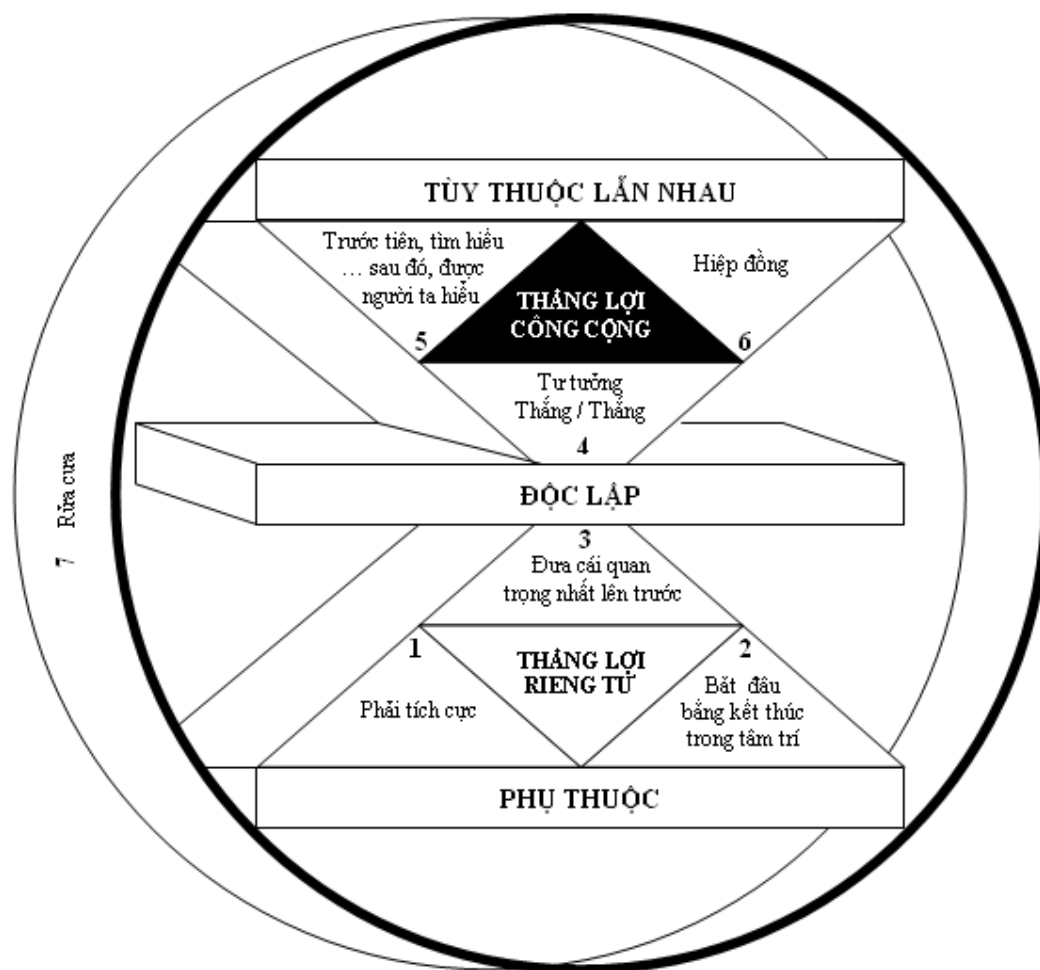 TÙY THUỘC LẪN NHAU
Trước tiên, tìm hiểu
… sau đó, được
người ta hiểu
5
Hiệp đồng
6
THẮNG LỢI
CÔNG CỘNG
Tư tưởng
Thắng / Thắng
4
ĐỘC LẬP
7 Rửa cưa
3
Đưa cái quan
trọng nhất lên trước
1
Phải tích cực
THẮNG LỢI
RIENG TƯ
2
Bắt đâu
bằng kết thúc
trong tâm trí
PHỤ THUỘC